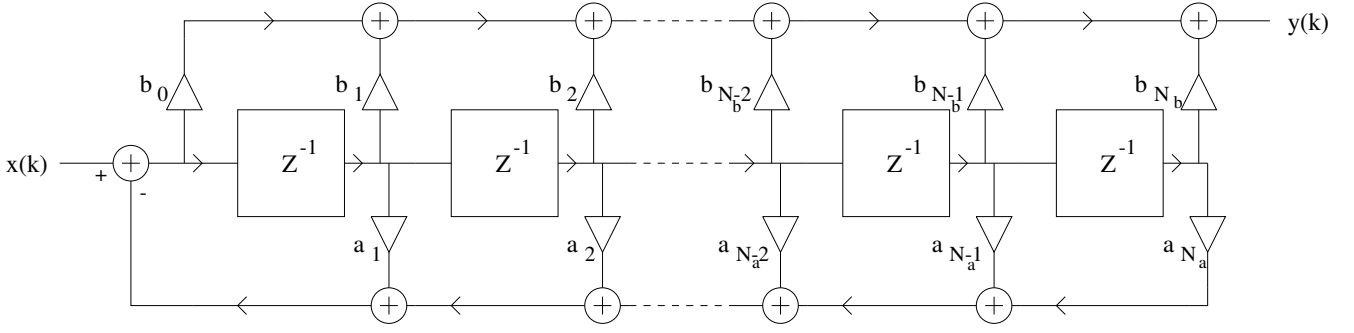 y(k)
b 0
b 1
b 2
b N_b-2
b N_b-1
b N_b
x(k)
+
-
Z^-1
Z^-1
Z^-1
Z^-1
a 1
a 2
a N_a-2
a N_a-1
a N_a